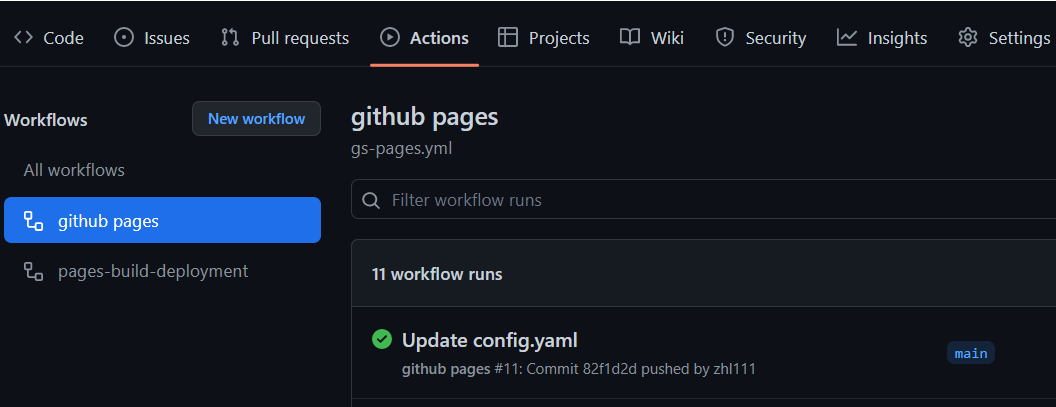 Code Issues Pull requests Actions Projects Wiki Security Insights Settings
Workflows
New workflow
All workflows
github pages
pages-build-deployment
github pages
gs-pages.yml
Filter workflow runs
11 workflow runs
Update config.yaml
github pages #11: Commit 82f1d2d pushed by zhl111
main